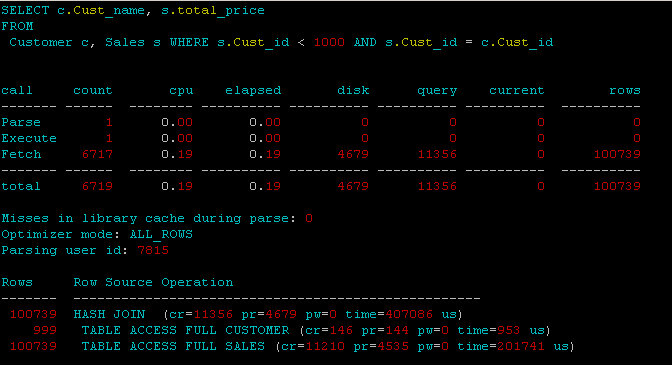 SELECT c.Cust_name, s.total_price
FROM
Customer c, Sales s WHERE s.Cust_id < 1000 AND s.Cust_id = c.Cust_id
call count cpu elapsed disk query current rows
------- ------ -------- ---------- ---------- ---------- ---------- ----------
Parse 1 0.00 0.00 0 0 0 0
Execute 1 0.00 0.00 0 0 0 0
Fetch 6717 0.19 0.19 4679 11356 0 100739
------- ------ -------- ---------- ---------- ---------- ---------- ----------
total 6719 0.19 0.19 4679 11356 0 100739
Misses in library cache during parse: 0
Optimizer mode: ALL_ROWS
Parsing user id: 7815
Rows Row Source Operation
------- ---------------------------------------------------
100739 HASH JOIN (cr=11356 pr=4679 pw=0 time=407086 us)
999 TABLE ACCESS FULL CUSTOMER (cr=146 pr=144 pw=0 time=953 us)
100739 TABLE ACCESS FULL SALES (cr=11210 pr=4535 pw=0 time=201741 us)